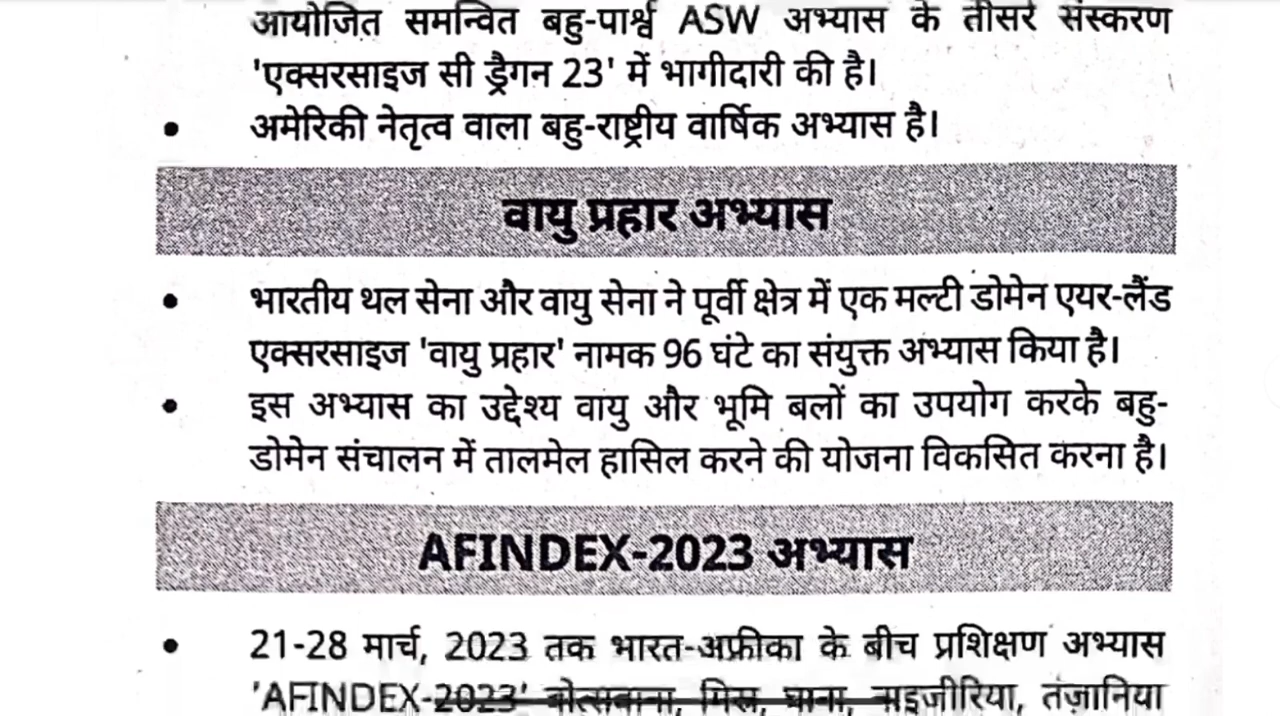 आयोजित समन्वित बहु-पार्श्व ASW अभ्यास के तीसरे संस्करण
'एक्सरसाइज सी ड्रैगन 23' में भागीदारी की है।
• अमेरिकी नेतृत्व वाला बहु-राष्ट्रीय वार्षिक अभ्यास है।
वायु प्रहार अभ्यास
• भारतीय थल सेना और वायु सेना ने पूर्वी क्षेत्र में एक मल्टी डोमेन एयर-लैंड
एक्सरसाइज 'वायु प्रहार' नामक 96 घंटे का संयुक्त अभ्यास किया है।
• इस अभ्यास का उद्देश्य वायु और भूमि बलों का उपयोग करके बहु-
डोमेन संचालन में तालमेल हासिल करने की योजना विकसित करना है।
AFINDEX-2023 अभ्यास
• 21-28 मार्च, 2023 तक भारत-अफ्रीका के बीच प्रशिक्षण अभ्यास
'AFINDEX-2023' बोत्सवाना, मिस्र, घाना, नाइजीरिया, तंज़ानिया